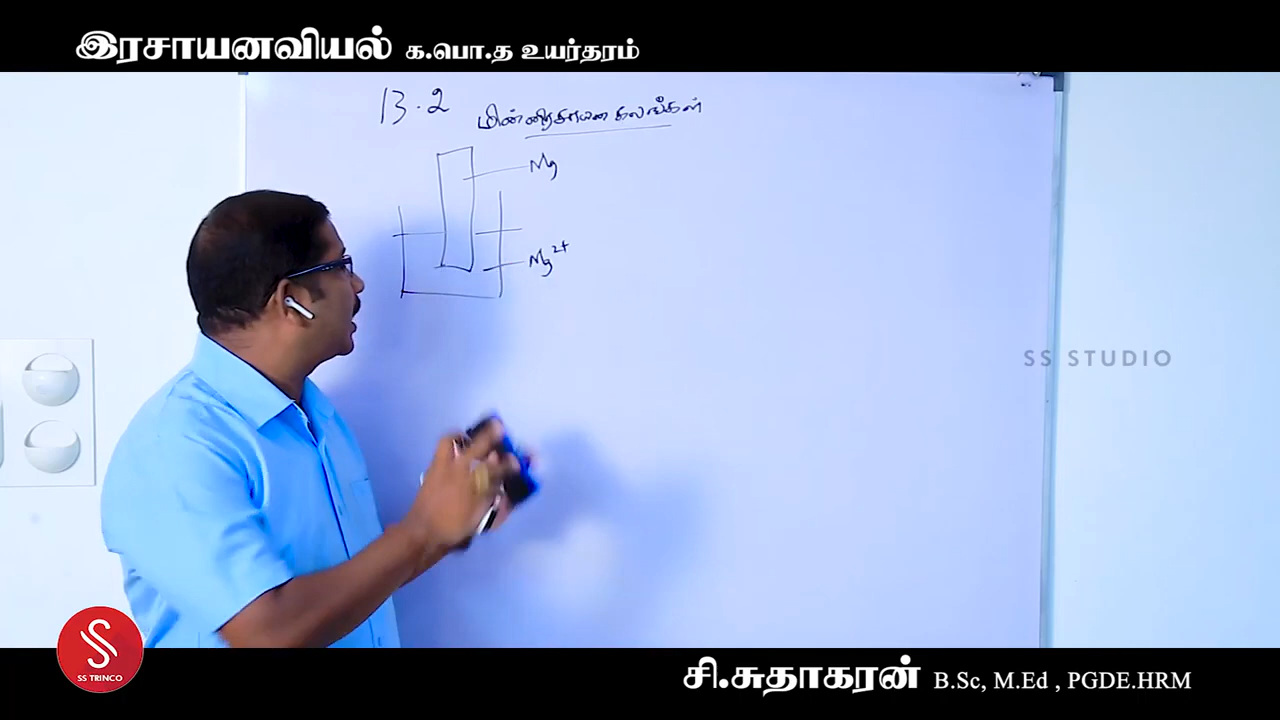 இரசாயனவியல் க.பொ.த உயர்தரம்
13.2 மின்னிரசாயன கலங்கள்
Mg
Mg²⁺
SS STUDIO
SS TRINCO
சி.சுதாகரன் B.Sc, M.Ed , PGDE.HRM